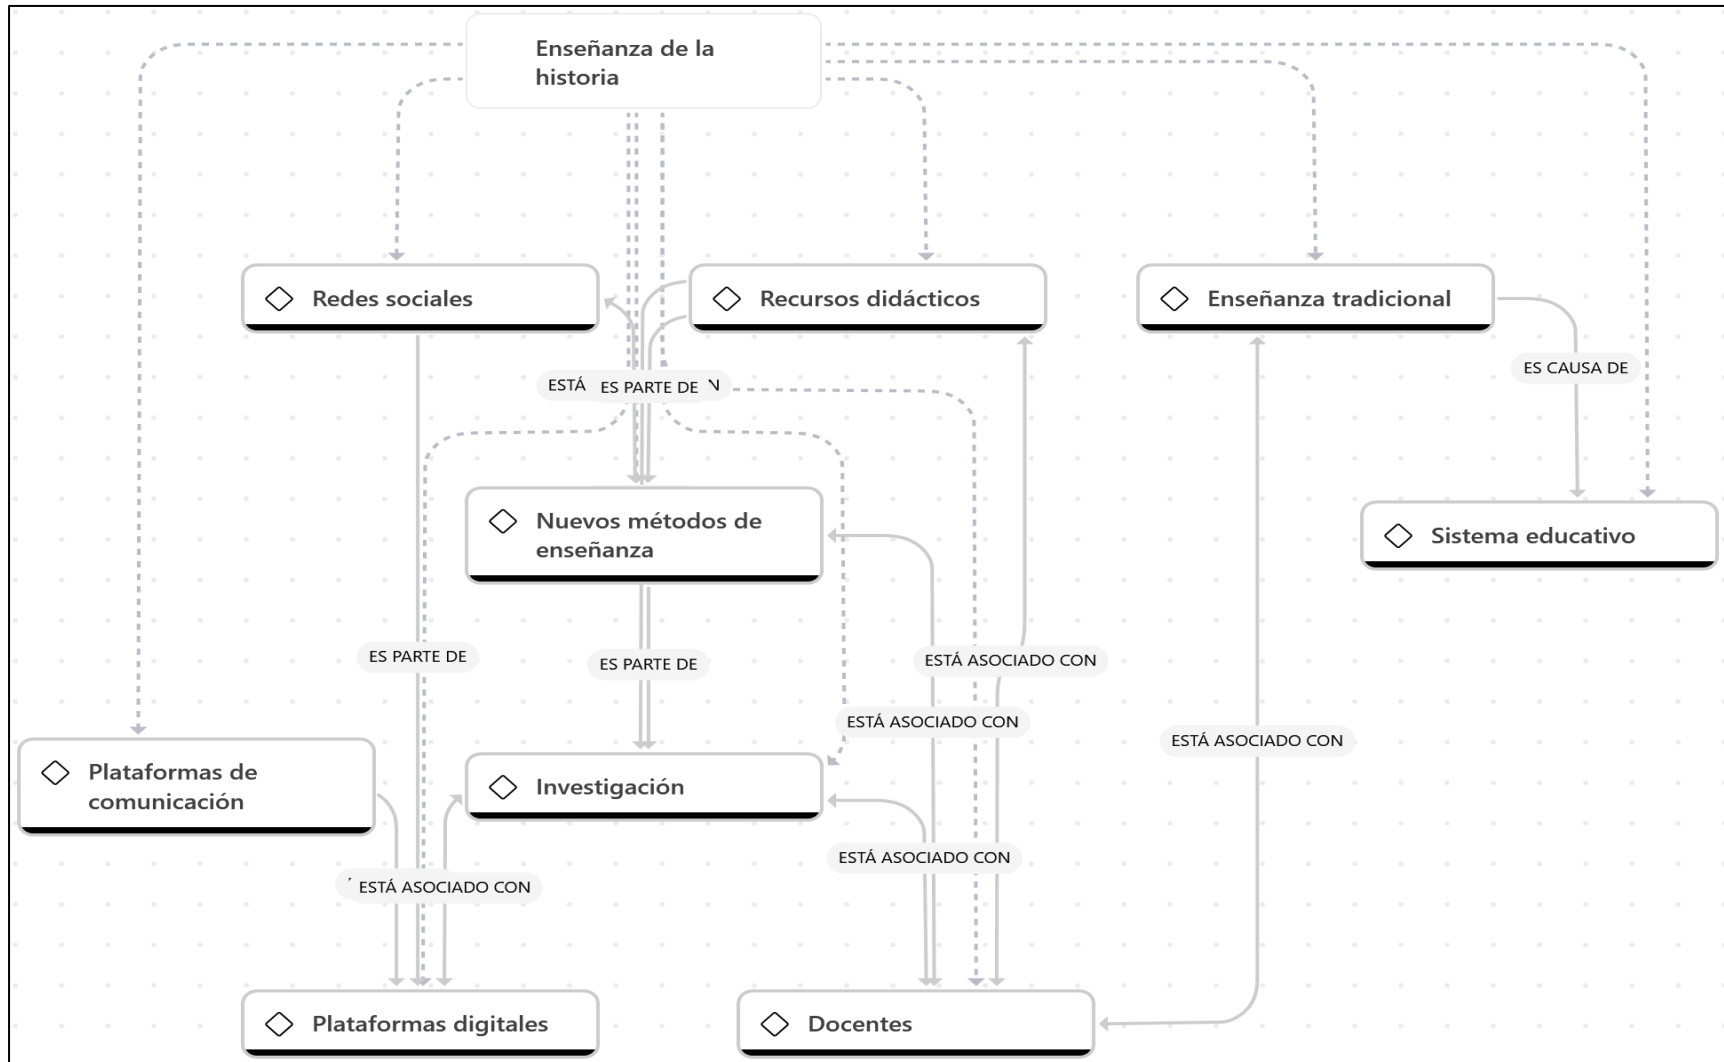 Enseñanza de la
historia
Redes sociales
Recursos didácticos
Enseñanza tradicional
ES CAUSA DE
ESTÁ ES PARTE DE N
Nuevos métodos de
enseñanza
Sistema educativo
ES PARTE DE
ES PARTE DE
ESTÁ ASOCIADO CON
ESTÁ ASOCIADO CON
ESTÁ ASOCIADO CON
Plataformas de
comunicación
Investigación
ESTÁ ASOCIADO CON
ESTÁ ASOCIADO CON
Plataformas digitales
Docentes